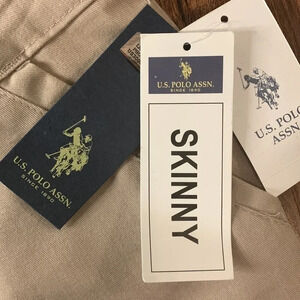 U.S. POLO ASSN.
SINCE 1890
U.S. POLO ASSN.
SINCE 1890
SKINNY
U.S. POLO
ASSN.